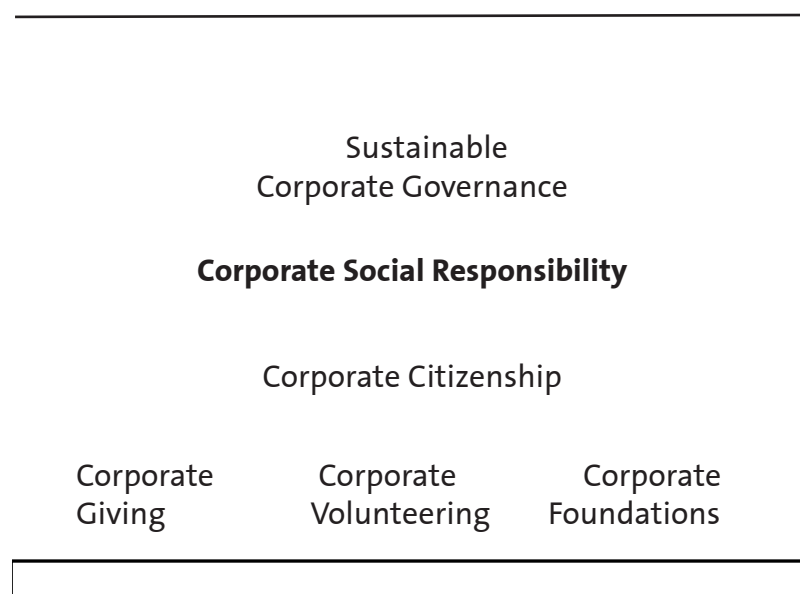 Sustainable
Corporate Governance
Corporate Social Responsibility
Corporate Citizenship
Corporate Corporate Corporate
Giving Volunteering Foundations